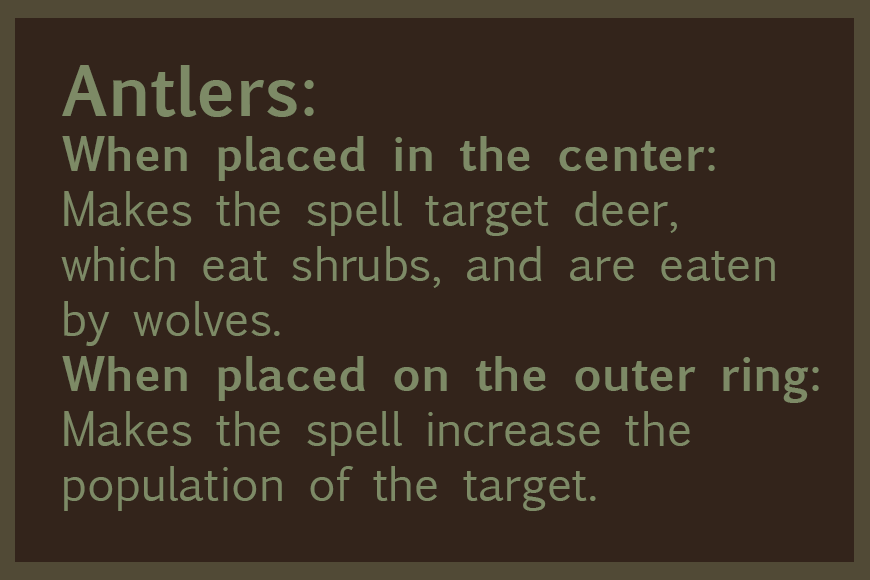 Antlers:
When placed in the center:
Makes the spell target deer,
which eat shrubs, and are eaten
by wolves.
When placed on the outer ring:
Makes the spell increase the
population of the target.